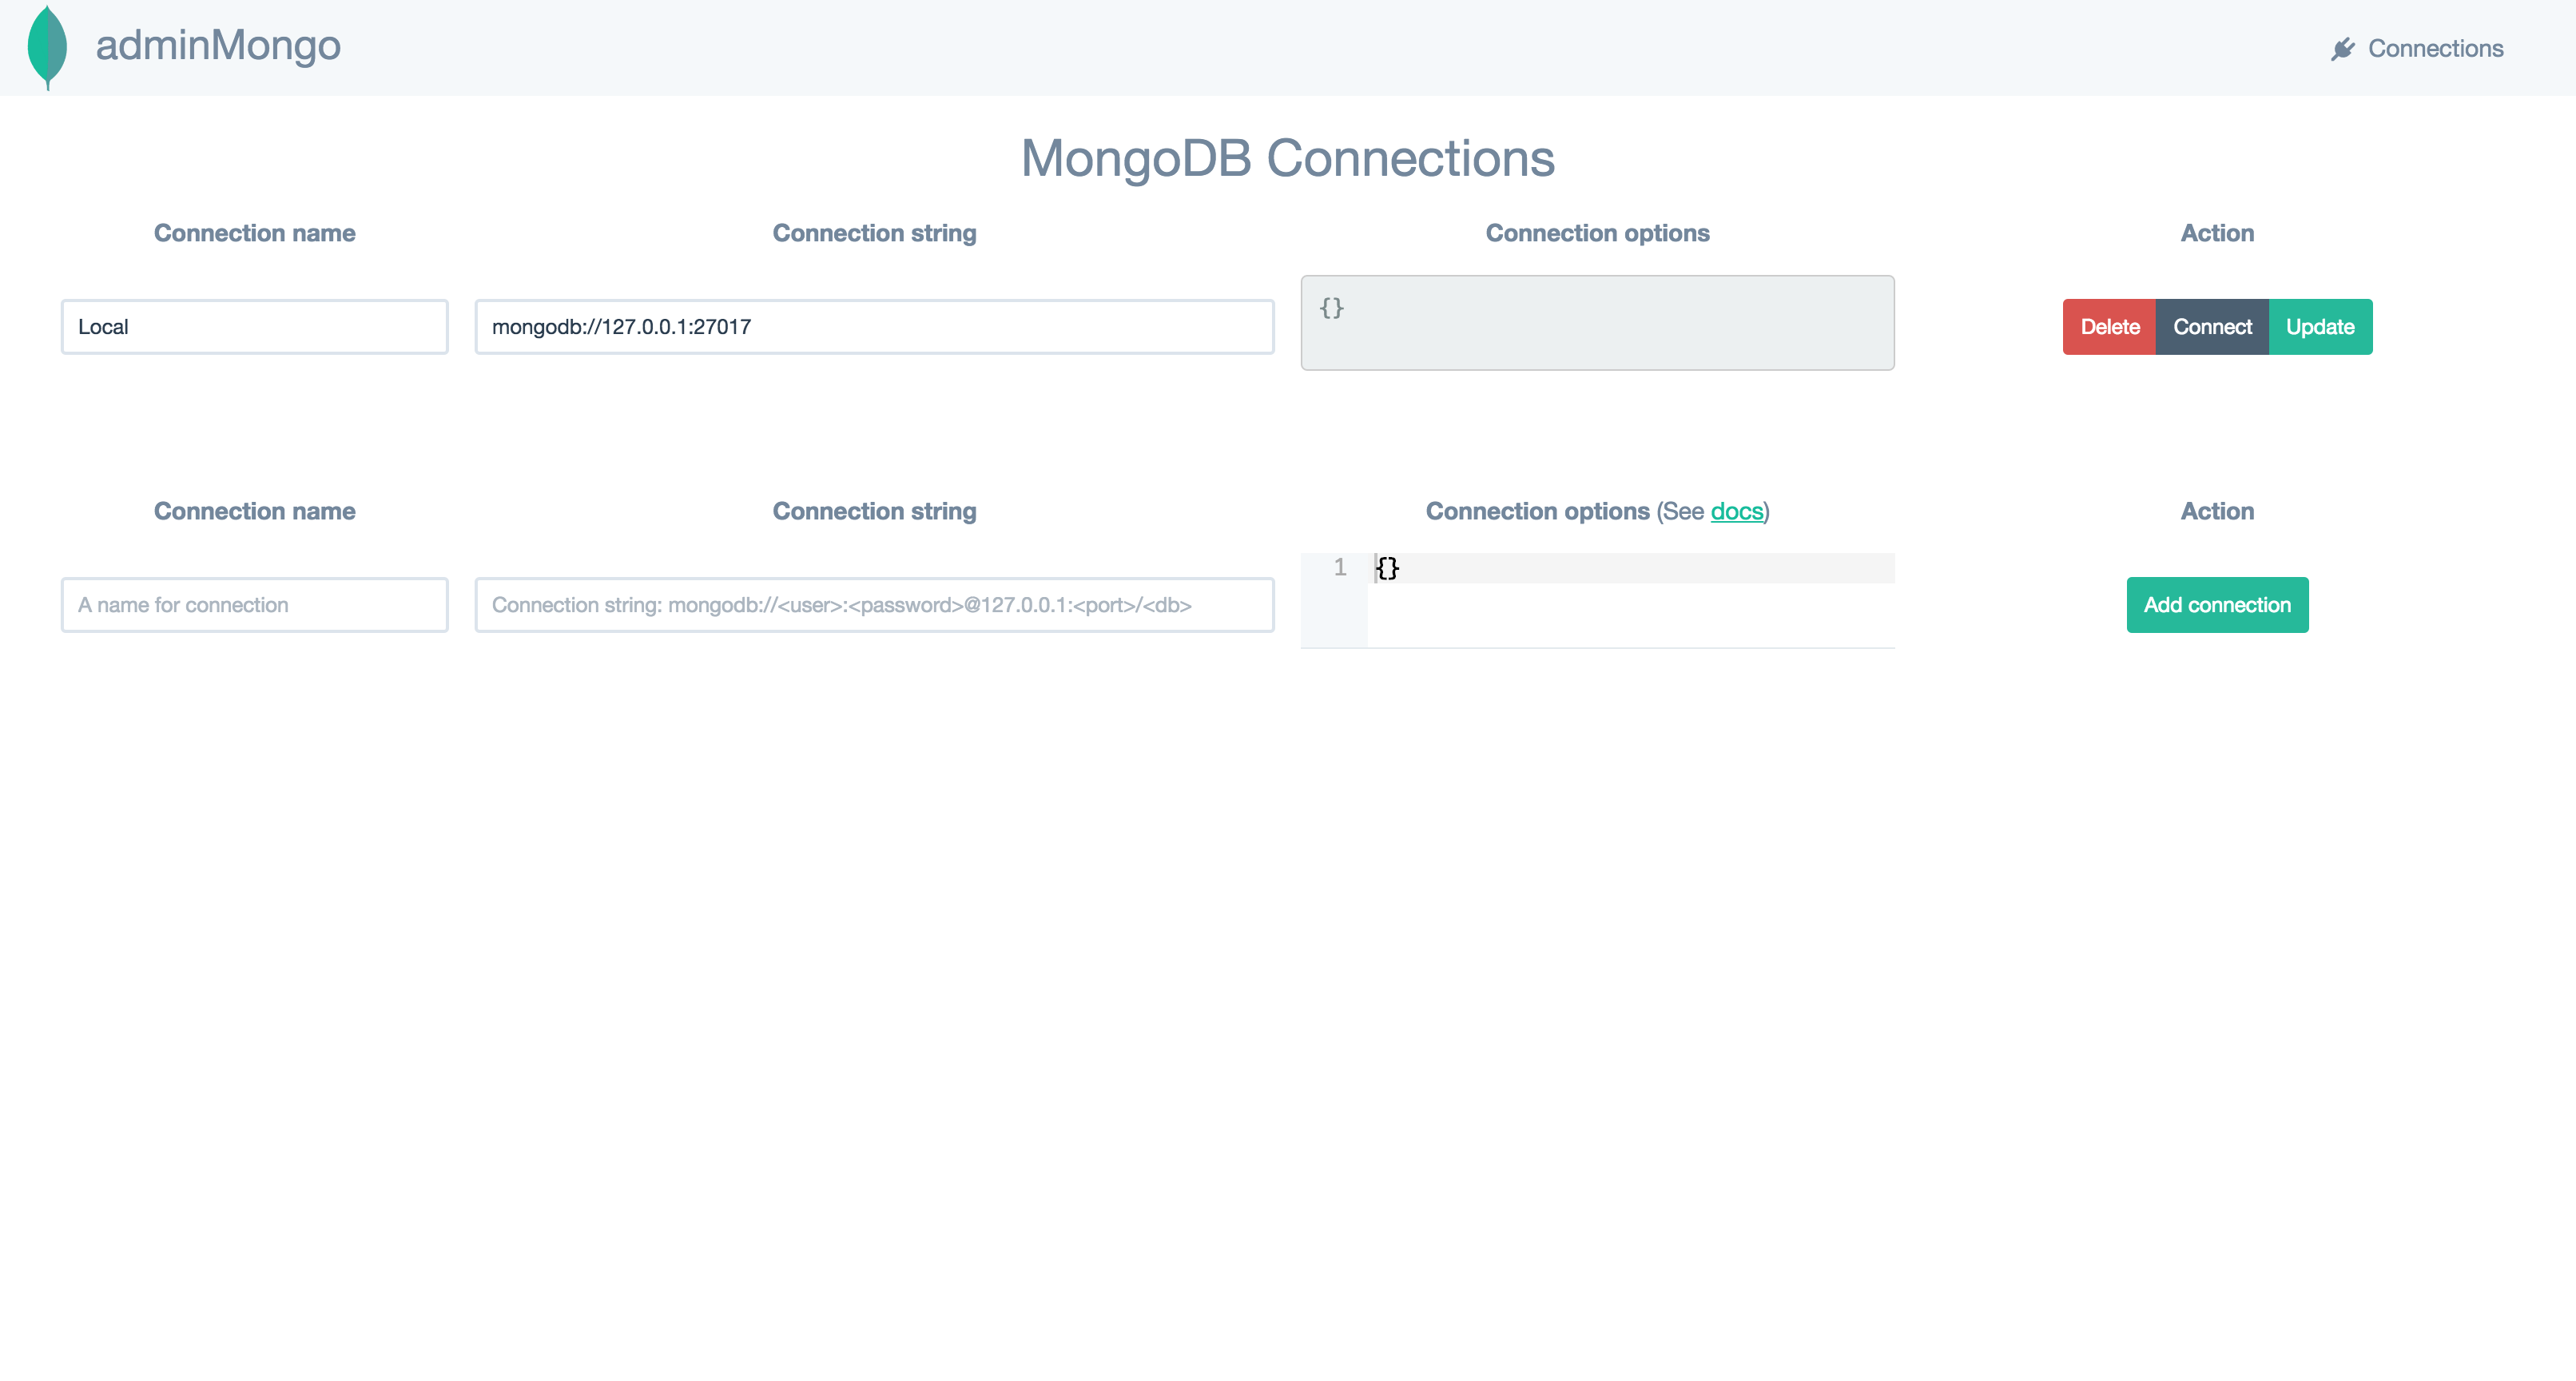 adminMongo
Connections
MongoDB Connections
Connection name Connection string Connection options Action
Local mongodb://127.0.0.1:27017 {} Delete Connect Update
Connection name Connection string Connection options (See docs) Action
A name for connection Connection string: mongodb://<user>:<password>@127.0.0.1:<port>/<db> 1 {} Add connection